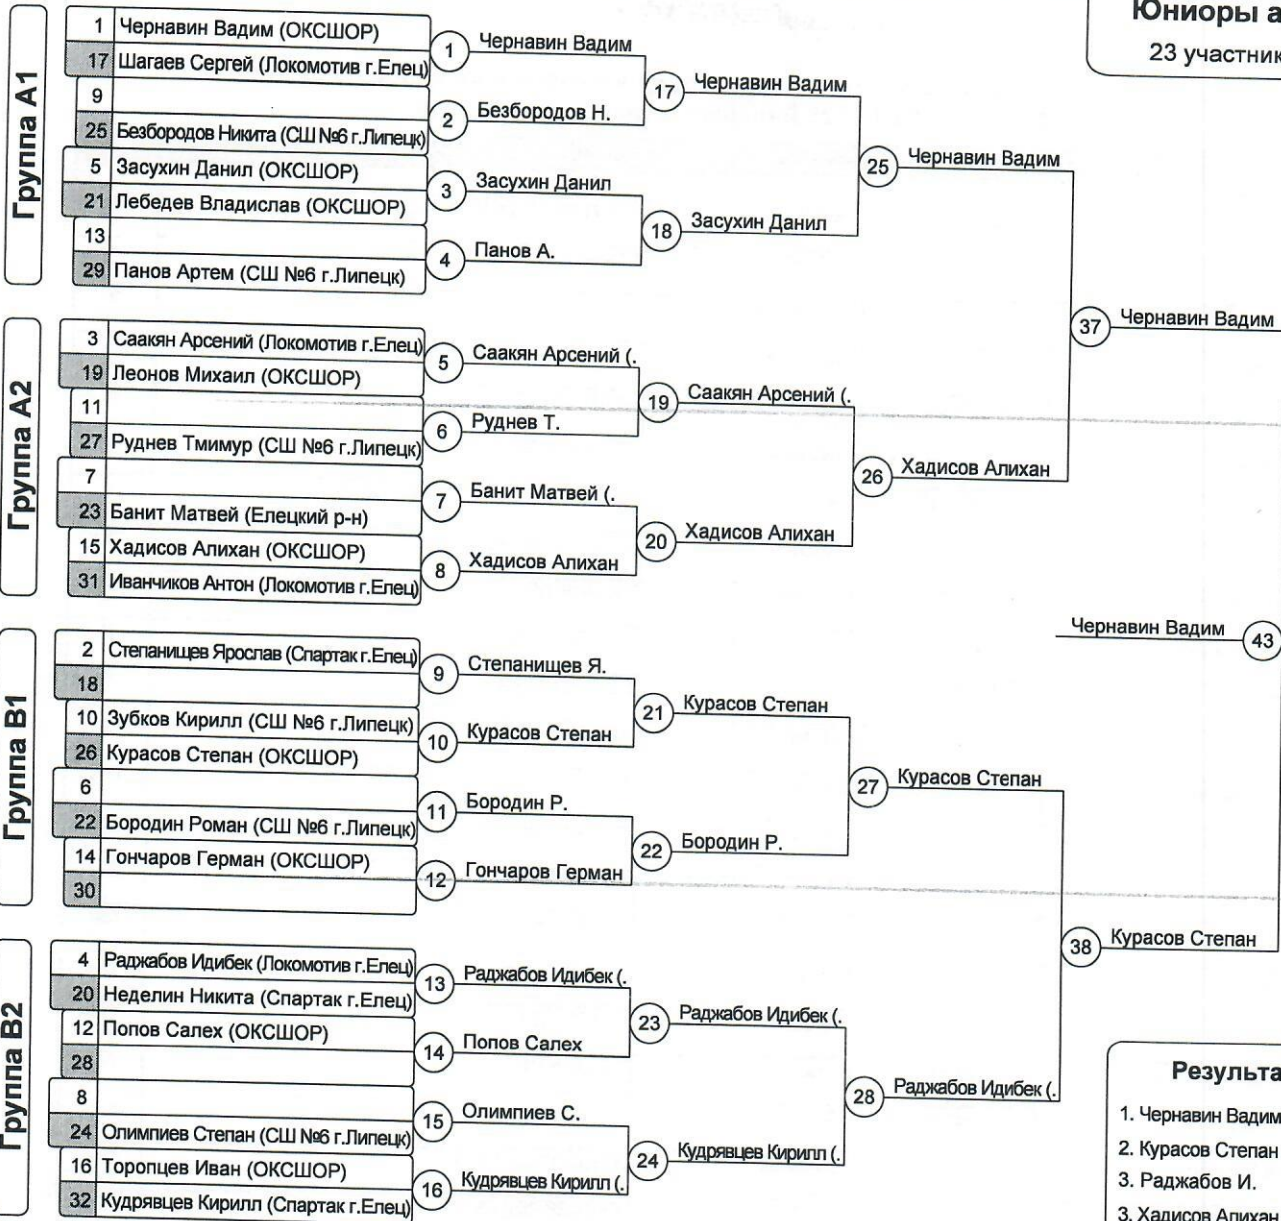 Юниоры а
23 участник
Группа A1
1 Чернавин Вадим (ОКСШОР)
17 Шагаев Сергей (Локомотив г.Елец)
9
25 Безбородов Никита (СШ №6 г.Липецк)
5 Засухин Данил (ОКСШОР)
21 Лебедев Владислав (ОКСШОР)
13
29 Панов Артем (СШ №6 г.Липецк)
1 Чернавин Вадим
2 Безбородов Н.
3 Засухин Данил
4 Панов А.
17 Чернавин Вадим
18 Засухин Данил
25 Чернавин Вадим
Группа A2
3 Саакян Арсений (Локомотив г.Елец)
19 Леонов Михаил (ОКСШОР)
11
27 Руднев Тмимур (СШ №6 г.Липецк)
7
23 Банит Матвей (Елецкий р-н)
15 Хадисов Алихан (ОКСШОР)
31 Иванчиков Антон (Локомотив г.Елец)
5 Саакян Арсений (.
6 Руднев Т.
7 Банит Матвей (.
8 Хадисов Алихан
19 Саакян Арсений (.
20 Хадисов Алихан
26 Хадисов Алихан
37 Чернавин Вадим
Чернавин Вадим 43
Группа B1
2 Степанищев Ярослав (Спартак г.Елец)
18
10 Зубков Кирилл (СШ №6 г.Липецк)
26 Курасов Степан (ОКСШОР)
6
22 Бородин Роман (СШ №6 г.Липецк)
14 Гончаров Герман (ОКСШОР)
30
9 Степанищев Я.
10 Курасов Степан
11 Бородин Р.
12 Гончаров Герман
21 Курасов Степан
22 Бородин Р.
27 Курасов Степан
Группа B2
4 Раджабов Идибек (Локомотив г.Елец)
20 Неделин Никита (Спартак г.Елец)
12 Попов Салех (ОКСШОР)
28
8
24 Олимпиев Степан (СШ №6 г.Липецк)
16 Торопцев Иван (ОКСШОР)
32 Кудрявцев Кирилл (Спартак г.Елец)
13 Раджабов Идибек (.
14 Попов Салех
15 Олимпиев С.
16 Кудрявцев Кирилл (.
23 Раджабов Идибек (.
24 Кудрявцев Кирилл (.
28 Раджабов Идибек (.
38 Курасов Степан
Результа
1. Чернавин Вадим
2. Курасов Степан
3. Раджабов И.
3. Хадисов Алихан